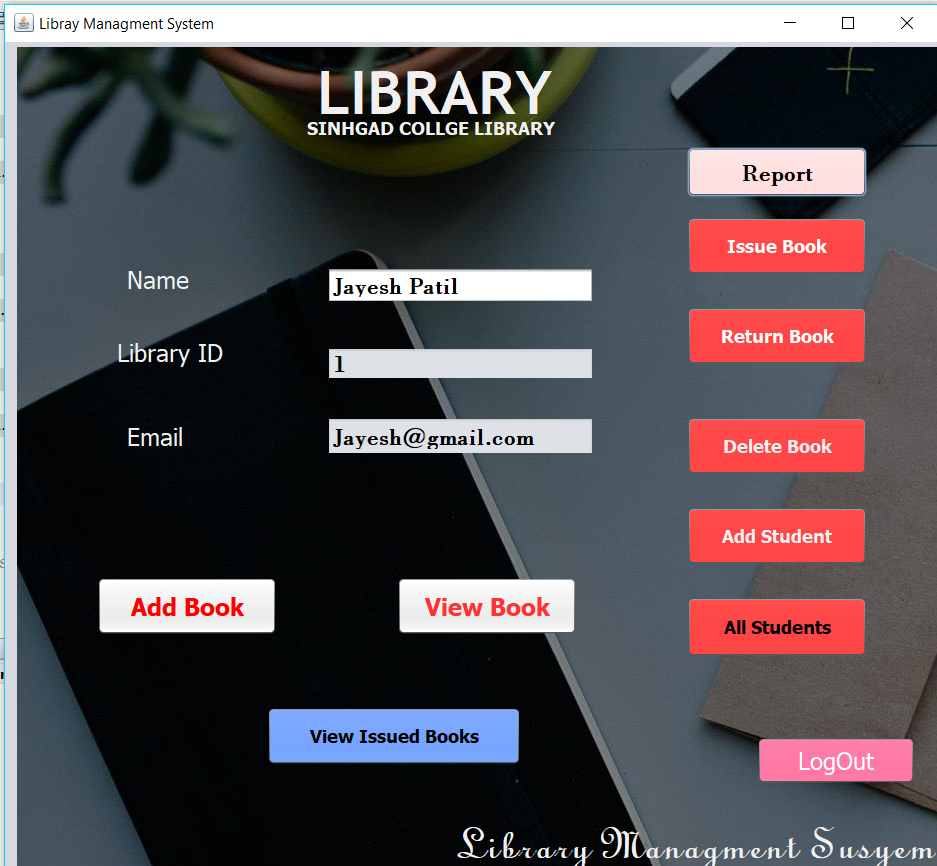 Libray Managment System
LIBRARY
SINHGAD COLLGE LIBRARY
Report
Issue Book
Name
Jayesh Patil
Return Book
Library ID
1
Email
Jayesh@gmail.com
Delete Book
Add Student
Add Book
View Book
All Students
View Issued Books
LogOut
Library Managment Susyem